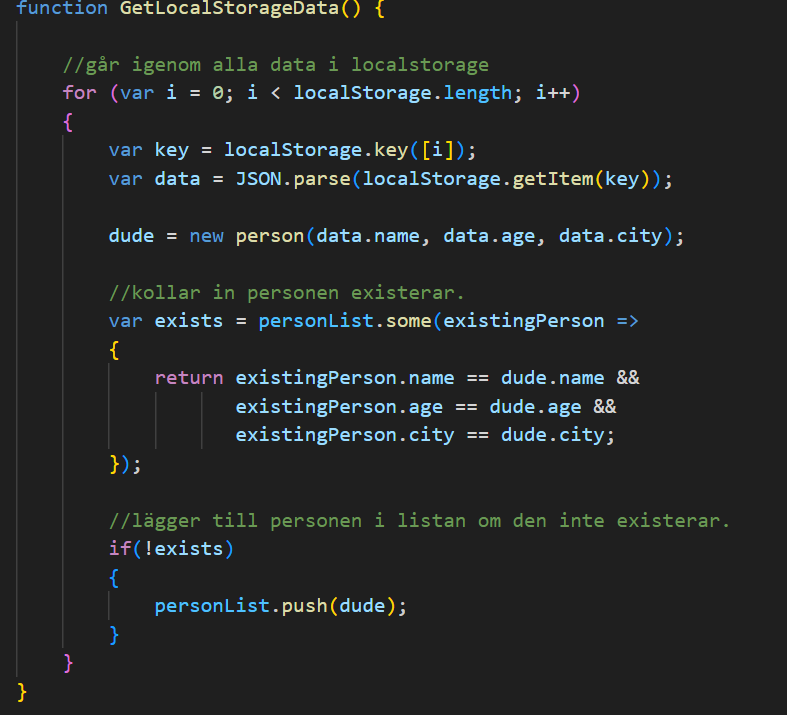 function GetLocalStorageData() {
//går igenom alla data i localstorage
for (var i = 0; i < localStorage.length; i++)
{
var key = localStorage.key([i]);
var data = JSON.parse(localStorage.getItem(key));
dude = new person(data.name, data.age, data.city);
//kollar in personen existerar.
var exists = personList.some(existingPerson =>
{
return existingPerson.name == dude.name &&
existingPerson.age == dude.age &&
existingPerson.city == dude.city;
});
//lägger till personen i listan om den inte existerar.
if(!exists)
{
personList.push(dude);
}
}
}